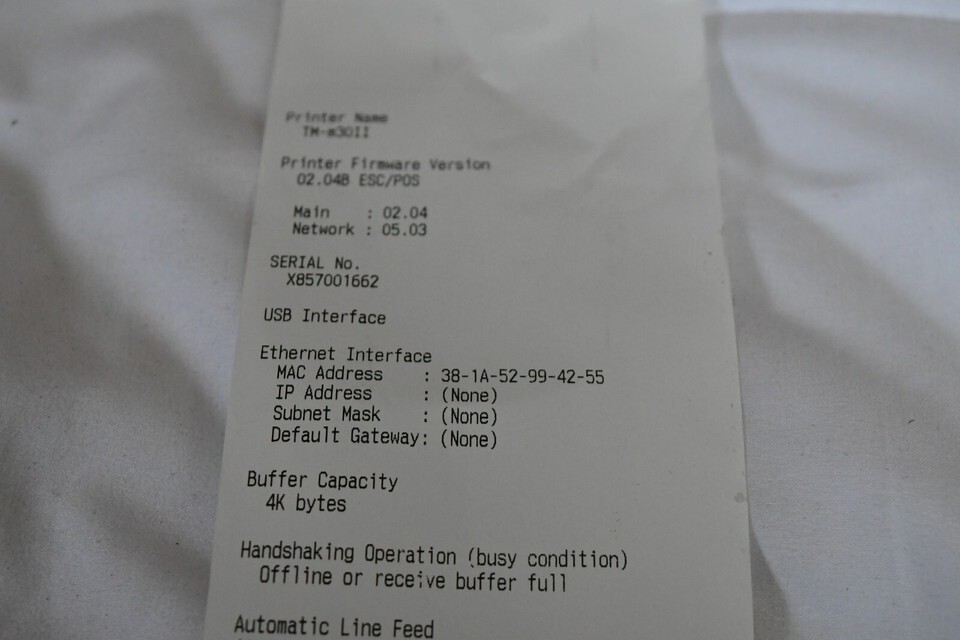 Printer Name
TM-m30II
Printer Firmware Version
02.04B ESC/POS
Main : 02.04
Network : 05.03
SERIAL No.
X857001662
USB Interface
Ethernet Interface
MAC Address : 38-1A-52-99-42-55
IP Address : (None)
Subnet Mask : (None)
Default Gateway: (None)
Buffer Capacity
4K bytes
Handshaking Operation (busy condition)
Offline or receive buffer full
Automatic Line Feed